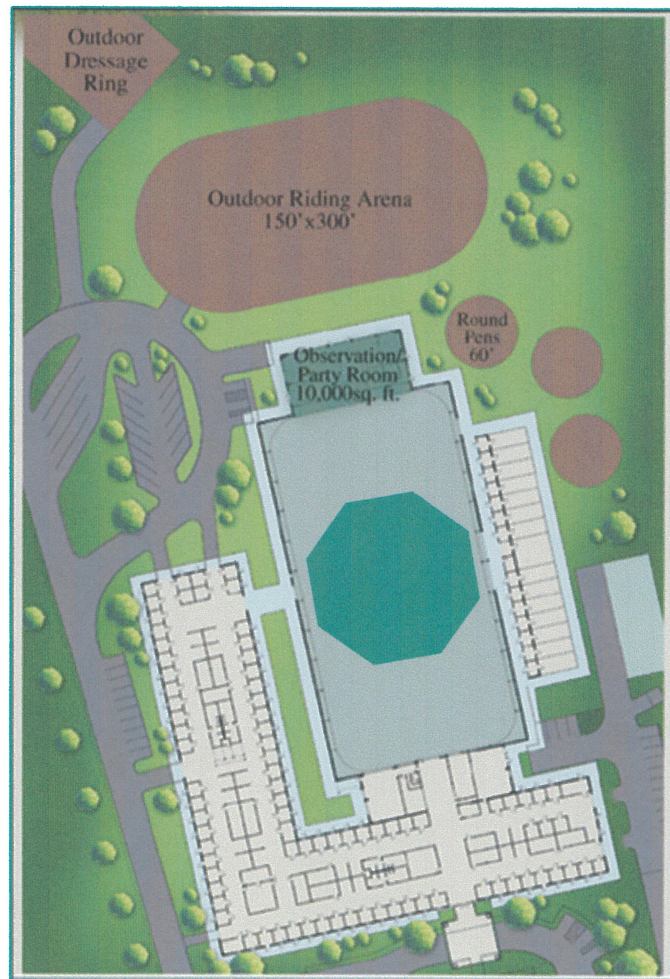 Outdoor
Dressage
Ring
Outdoor Riding Arena
150'x300'
Round
Pens
60'
Observation/
Party Room
10,000sq. ft.